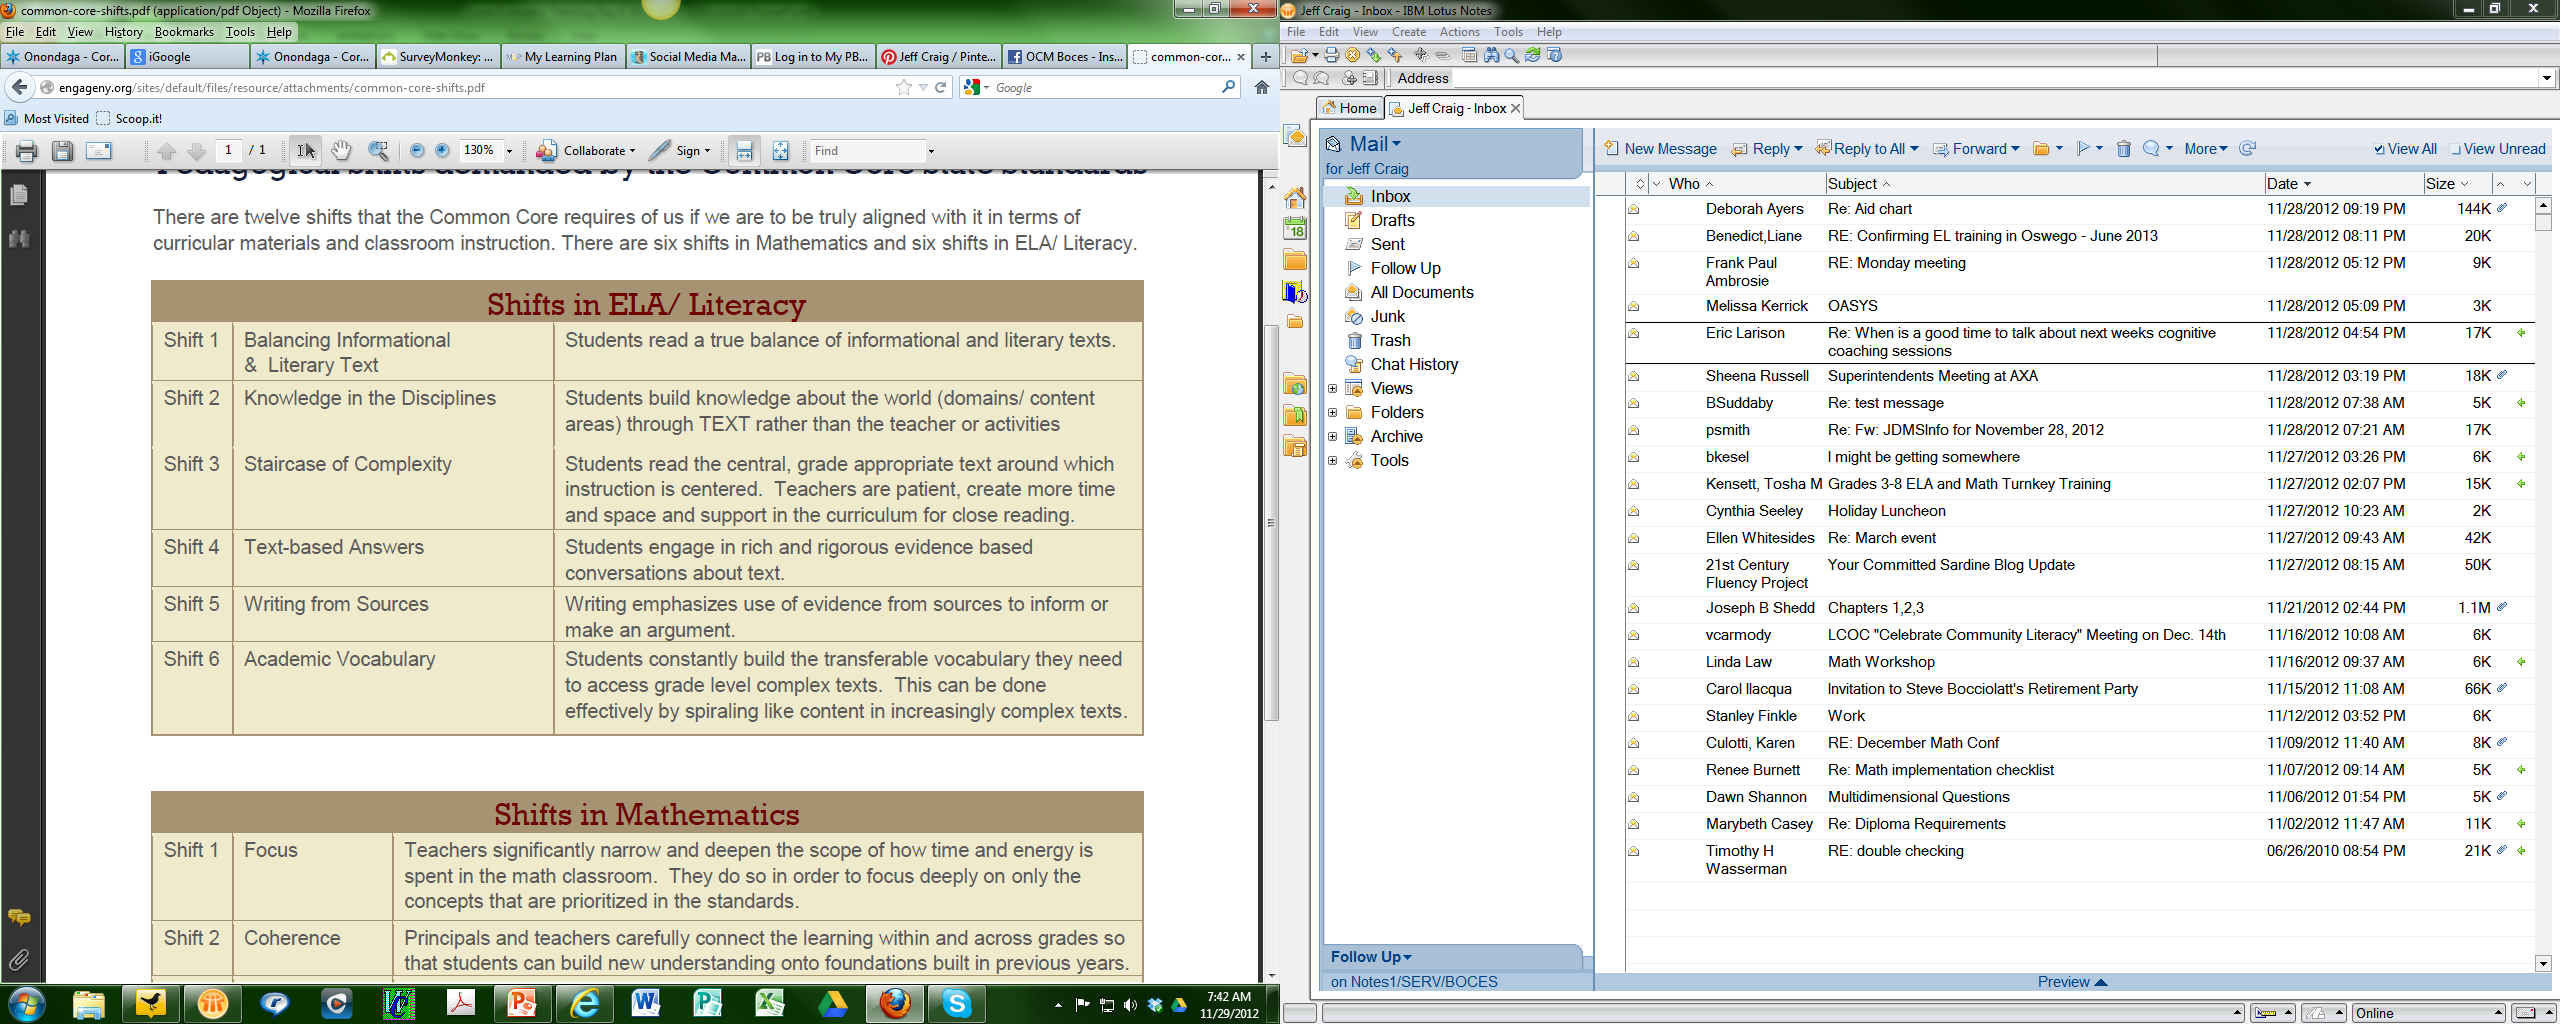 common-core-shifts.pdf (application/pdf Object) - Mozilla Firefox
File Edit View History Bookmarks Tools Help
Onondaga - Cor...
iGoogle
Onondaga - Cor...
SurveyMonkey: ...
My Learning Plan
Social Media Ma...
PB Log in to My PB...
Jeff Craig / Pinte...
OCM Boces - Ins...
common-cor...
engageny.org/sites/default/files/resource/attachments/common-core-shifts.pdf
Google
Most Visited Scoop.it!
1 / 1 130% Collaborate Sign Find
Pedagogical Shifts demanded by the Common Core State Standards
There are twelve shifts that the Common Core requires of us if we are to be truly aligned with it in terms of
curricular materials and classroom instruction. There are six shifts in Mathematics and six shifts in ELA/ Literacy.
Shifts in ELA/ Literacy
Shift 1 Balancing Informational
& Literary Text
Students read a true balance of informational and literary texts.
Shift 2 Knowledge in the Disciplines
Students build knowledge about the world (domains/ content
areas) through TEXT rather than the teacher or activities
Shift 3 Staircase of Complexity
Students read the central, grade appropriate text around which
instruction is centered. Teachers are patient, create more time
and space and support in the curriculum for close reading.
Shift 4 Text-based Answers
Students engage in rich and rigorous evidence based
conversations about text.
Shift 5 Writing from Sources
Writing emphasizes use of evidence from sources to inform or
make an argument.
Shift 6 Academic Vocabulary
Students constantly build the transferable vocabulary they need
to access grade level complex texts. This can be done
effectively by spiraling like content in increasingly complex texts.
Shifts in Mathematics
Shift 1 Focus
Teachers significantly narrow and deepen the scope of how time and energy is
spent in the math classroom. They do so in order to focus deeply on only the
concepts that are prioritized in the standards.
Shift 2 Coherence
Principals and teachers carefully connect the learning within and across grades so
that students can build new understanding onto foundations built in previous years.
7:42 AM
11/29/2012
Jeff Craig - Inbox - IBM Lotus Notes
File Edit View Create Actions Tools Help
Address
Home Jeff Craig - Inbox
Mail
for Jeff Craig
Inbox
Drafts
Sent
Follow Up
All Documents
Junk
Trash
Chat History
Views
Folders
Archive
Tools
Follow Up
on Notes1/SERV/BOCES
New Message Reply Reply to All Forward More View All View Unread
Who Subject Date Size
Deborah Ayers Re: Aid chart 11/28/2012 09:19 PM 144K
Benedict,Liane RE: Confirming EL training in Oswego - June 2013 11/28/2012 08:11 PM 20K
Frank Paul
Ambrosie
RE: Monday meeting 11/28/2012 05:12 PM 9K
Melissa Kerrick OASYS 11/28/2012 05:09 PM 3K
Eric Larison Re: When is a good time to talk about next weeks cognitive
coaching sessions
11/28/2012 04:54 PM 17K
Sheena Russell Superintendents Meeting at AXA 11/28/2012 03:19 PM 18K
BSuddaby Re: test message 11/28/2012 07:38 AM 5K
psmith Re: Fw: JDMSInfo for November 28, 2012 11/28/2012 07:21 AM 17K
bkesel I might be getting somewhere 11/27/2012 03:26 PM 6K
Kensett, Tosha M Grades 3-8 ELA and Math Turnkey Training 11/27/2012 02:07 PM 15K
Cynthia Seeley Holiday Luncheon 11/27/2012 10:23 AM 2K
Ellen Whitesides Re: March event 11/27/2012 09:43 AM 42K
21st Century
Fluency Project
Your Committed Sardine Blog Update 11/27/2012 08:15 AM 50K
Joseph B Shedd Chapters 1,2,3 11/21/2012 02:44 PM 1.1M
vcarmody LCOC "Celebrate Community Literacy" Meeting on Dec. 14th 11/16/2012 10:08 AM 6K
Linda Law Math Workshop 11/16/2012 09:37 AM 6K
Carol Ilacqua Invitation to Steve Bocciolatt's Retirement Party 11/15/2012 11:08 AM 66K
Stanley Finkle Work 11/12/2012 03:52 PM 6K
Culotti, Karen RE: December Math Conf 11/09/2012 11:40 AM 8K
Renee Burnett Re: Math implementation checklist 11/07/2012 09:14 AM 5K
Dawn Shannon Multidimensional Questions 11/06/2012 01:54 PM 5K
Marybeth Casey Re: Diploma Requirements 11/02/2012 11:47 AM 11K
Timothy H
Wasserman
RE: double checking 06/26/2010 08:54 PM 21K
Preview
Online